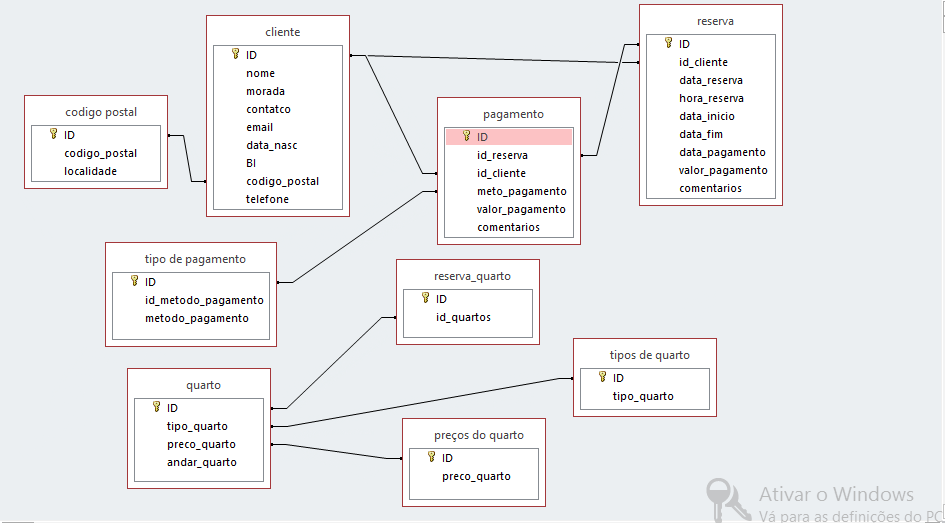 cliente
ID
nome
morada
contatco
email
data_nasc
BI
codigo_postal
telefone
reserva
ID
id_cliente
data_reserva
hora_reserva
data_inicio
data_fim
data_pagamento
valor_pagamento
comentarios
codigo postal
ID
codigo_postal
localidade
pagamento
ID
id_reserva
id_cliente
meto_pagamento
valor_pagamento
comentarios
tipo de pagamento
ID
id_metodo_pagamento
metodo_pagamento
reserva_quarto
ID
id_quartos
tipos de quarto
ID
tipo_quarto
quarto
ID
tipo_quarto
preco_quarto
andar_quarto
preços do quarto
ID
preco_quarto
Ativar o Windows
Vá para as definições do PC